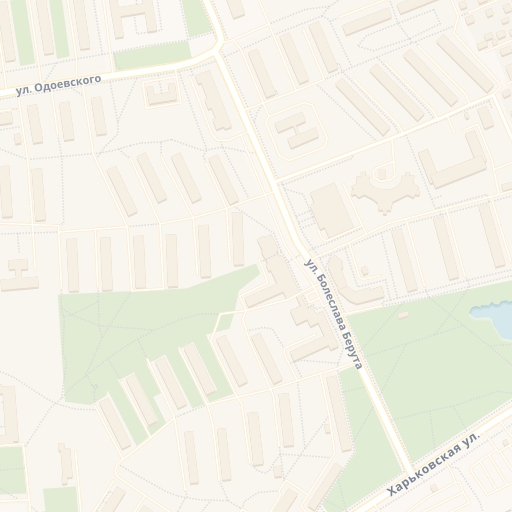 ул. Одоевского
ул. Болеслава Берута
Харьковская ул.